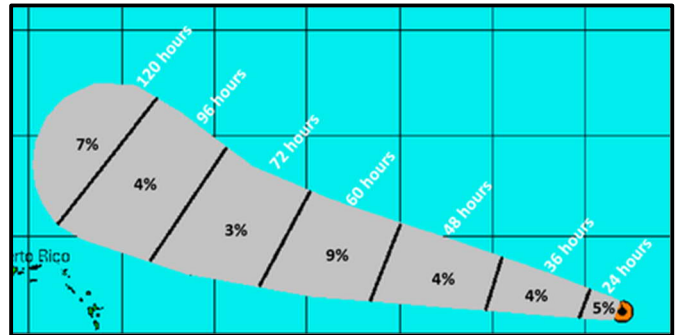 120 hours
96 hours
72 hours
60 hours
48 hours
36 hours
24 hours
7%
4%
3%
9%
4%
4%
5%
rto Rico